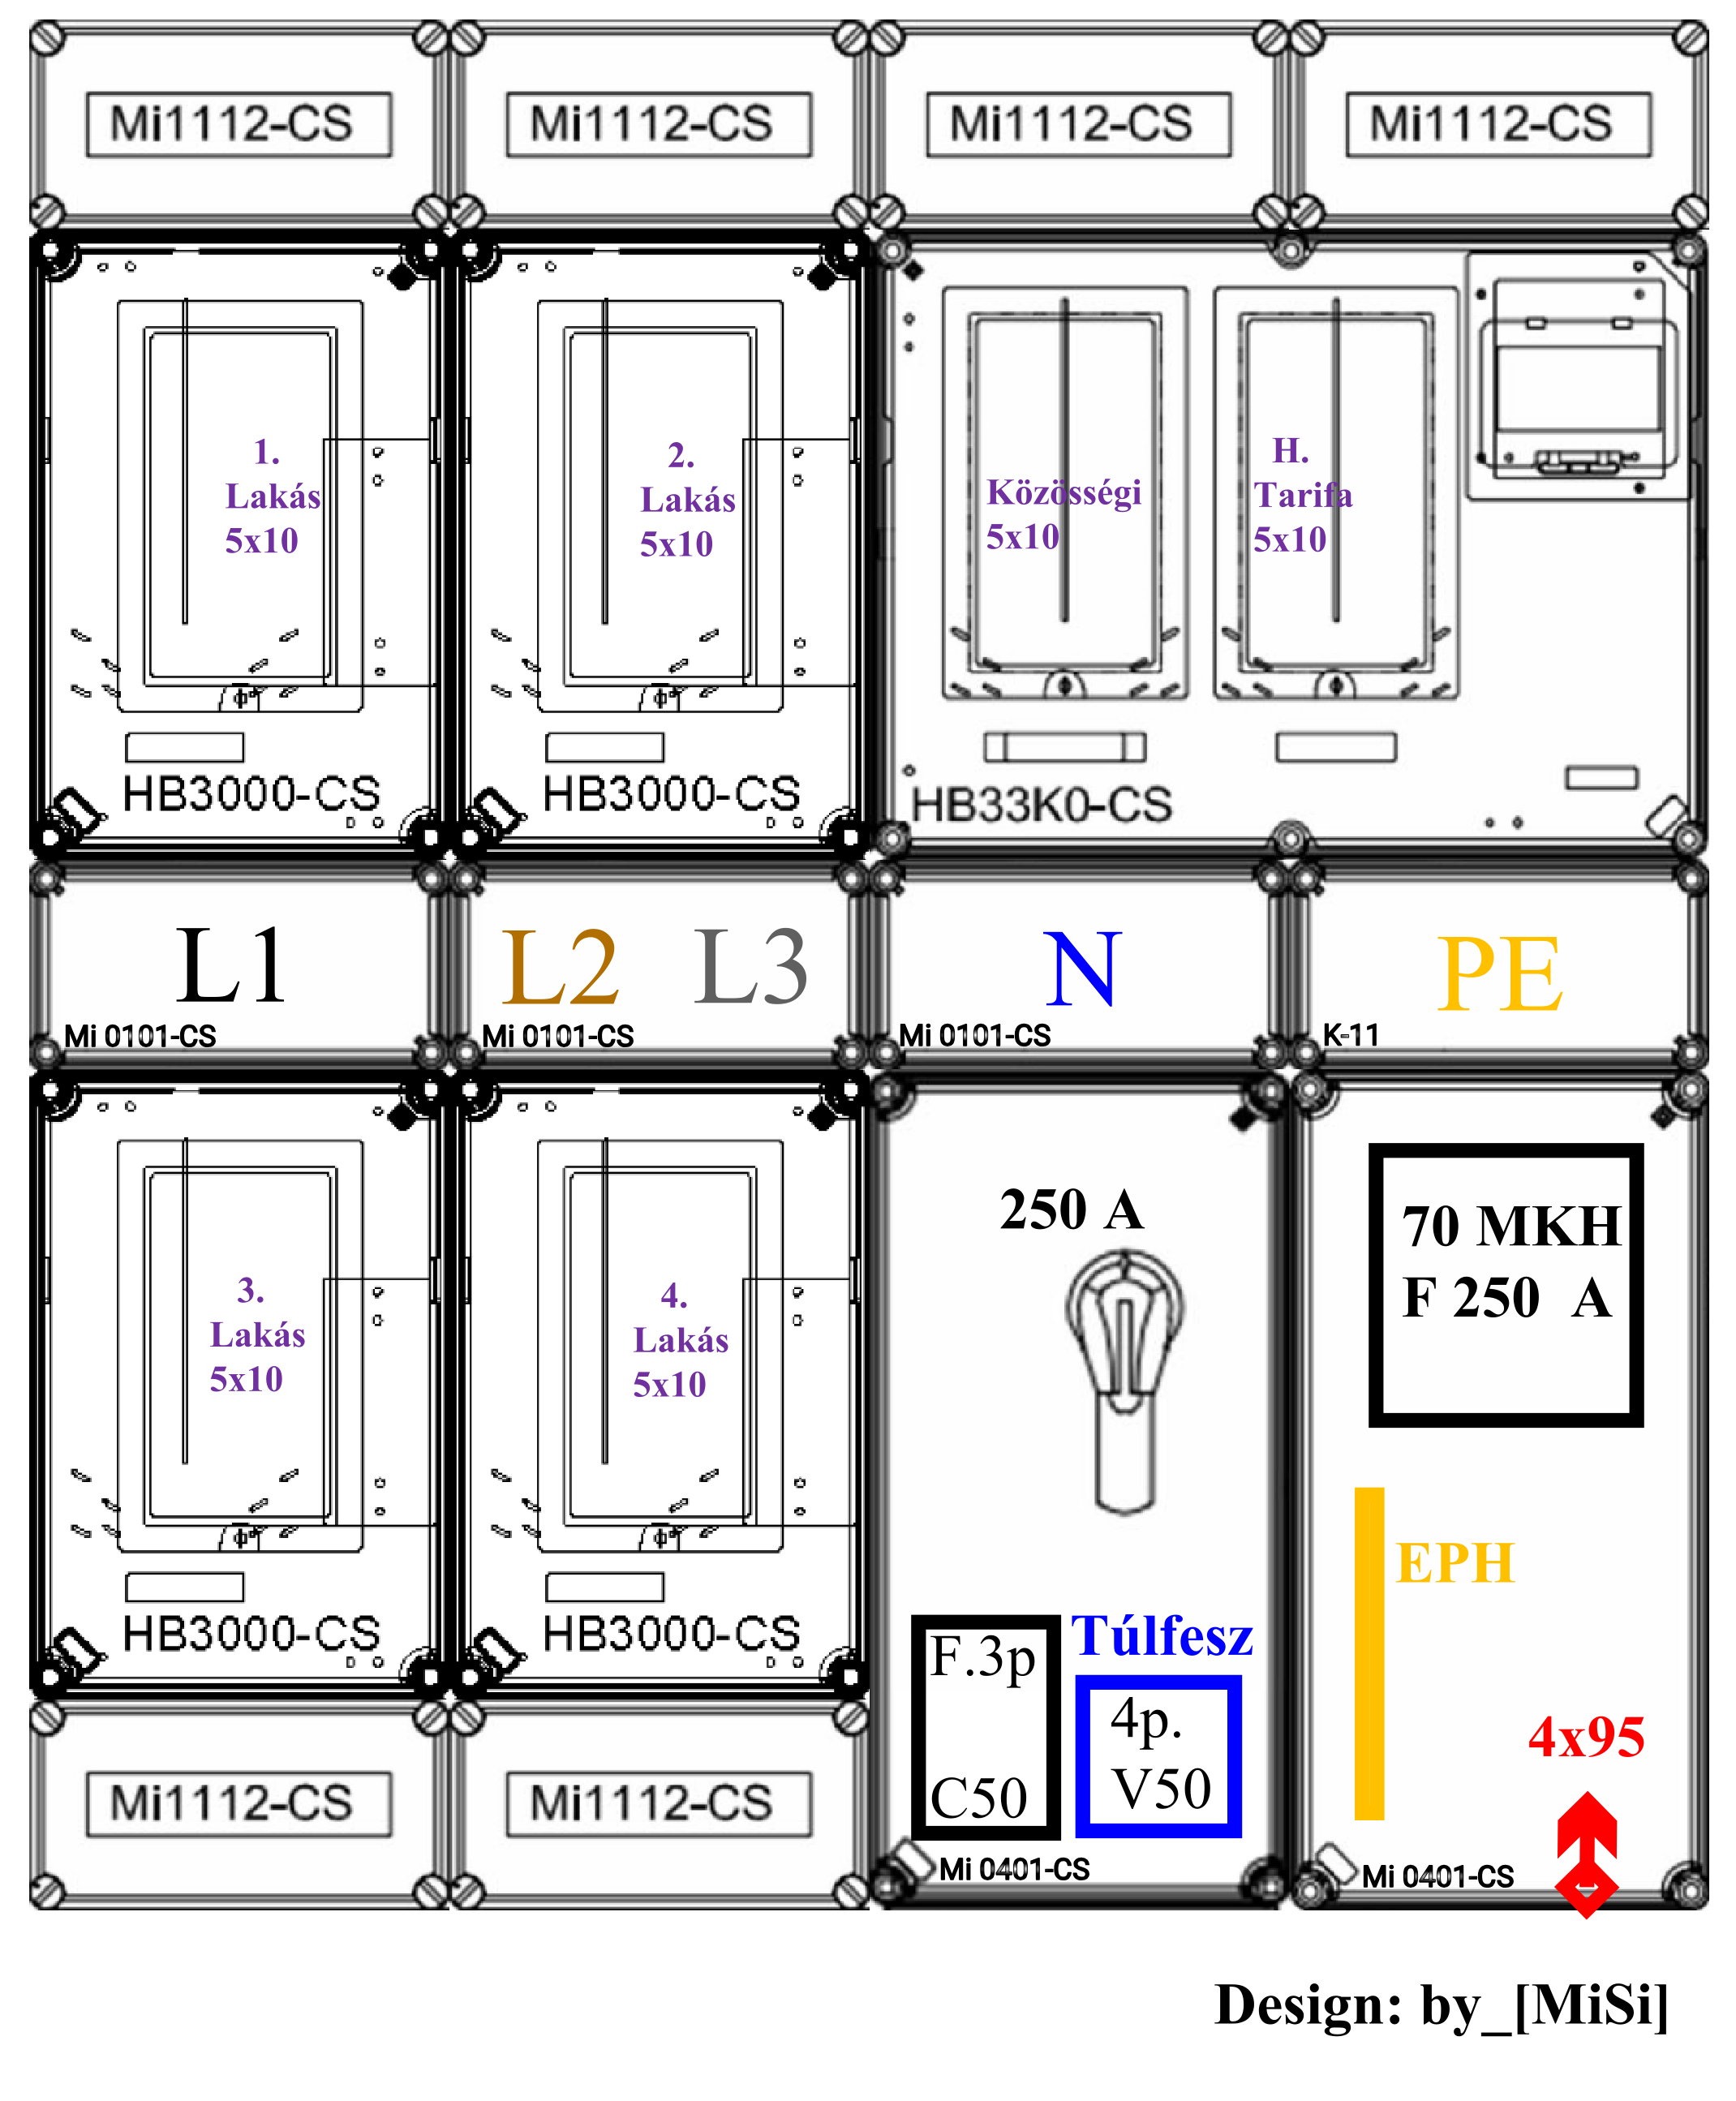 Mi1112-CS
Mi1112-CS
Mi1112-CS
Mi1112-CS
1.
Lakás
5x10
HB3000-CS
2.
Lakás
5x10
HB3000-CS
Közösségi
5x10
H.
Tarifa
5x10
HB33K0-CS
L1
Mi 0101-CS
L2 L3
Mi 0101-CS
N
Mi 0101-CS
PE
K-11
3.
Lakás
5x10
HB3000-CS
4.
Lakás
5x10
HB3000-CS
250 A
F.3p
C50
Túlfesz
4p.
V50
Mi 0401-CS
70 MKH
F 250 A
EPH
4x95
Mi 0401-CS
Mi1112-CS
Mi1112-CS
Design: by_[MiSi]